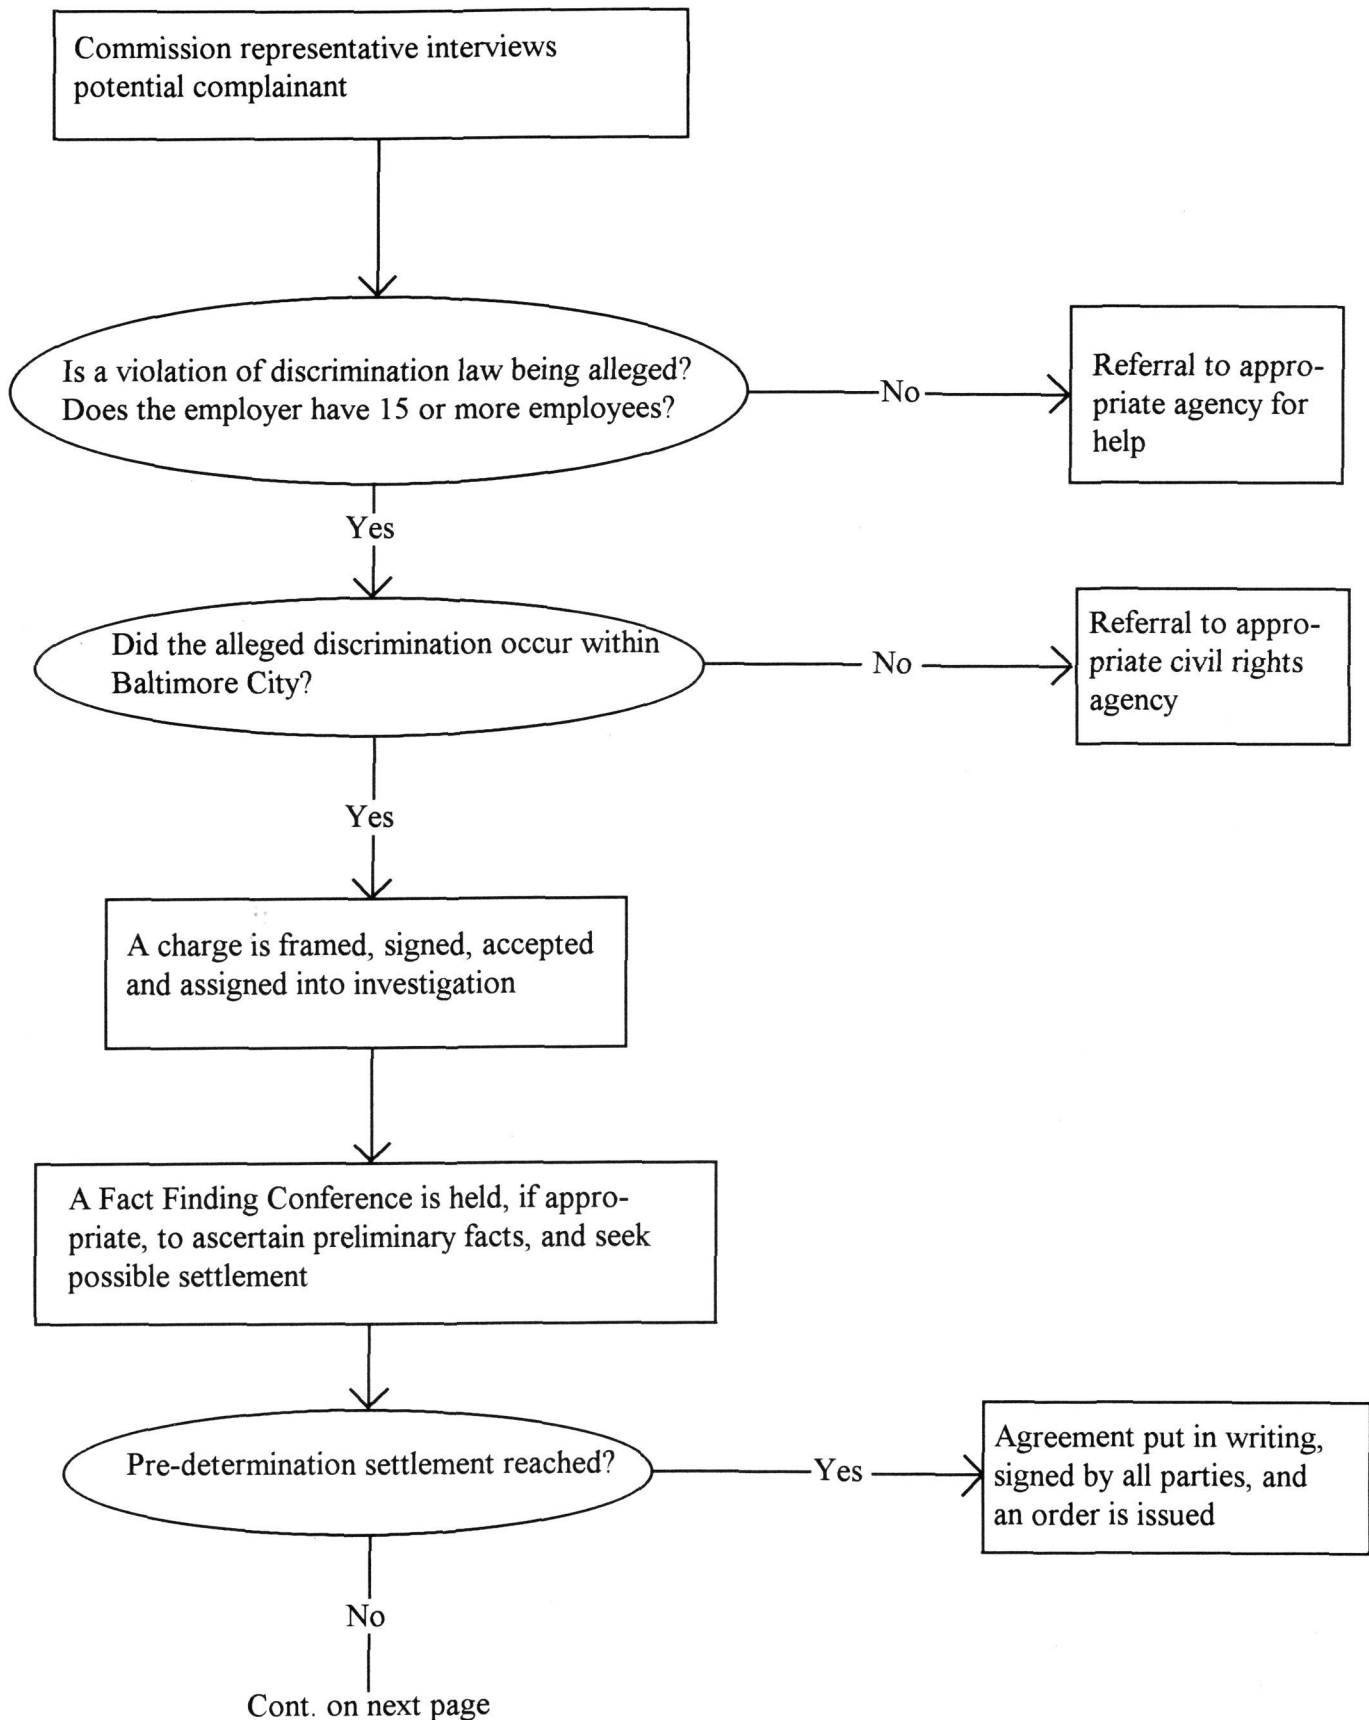 Commission representative interviews
potential complainant
Is a violation of discrimination law being alleged?
Does the employer have 15 or more employees?
No
Referral to appro-
priate agency for
help
Yes
Did the alleged discrimination occur within
Baltimore City?
No
Referral to appro-
priate civil rights
agency
Yes
A charge is framed, signed, accepted
and assigned into investigation
A Fact Finding Conference is held, if appro-
priate, to ascertain preliminary facts, and seek
possible settlement
Pre-determination settlement reached?
Yes
Agreement put in writing,
signed by all parties, and
an order is issued
No
Cont. on next page